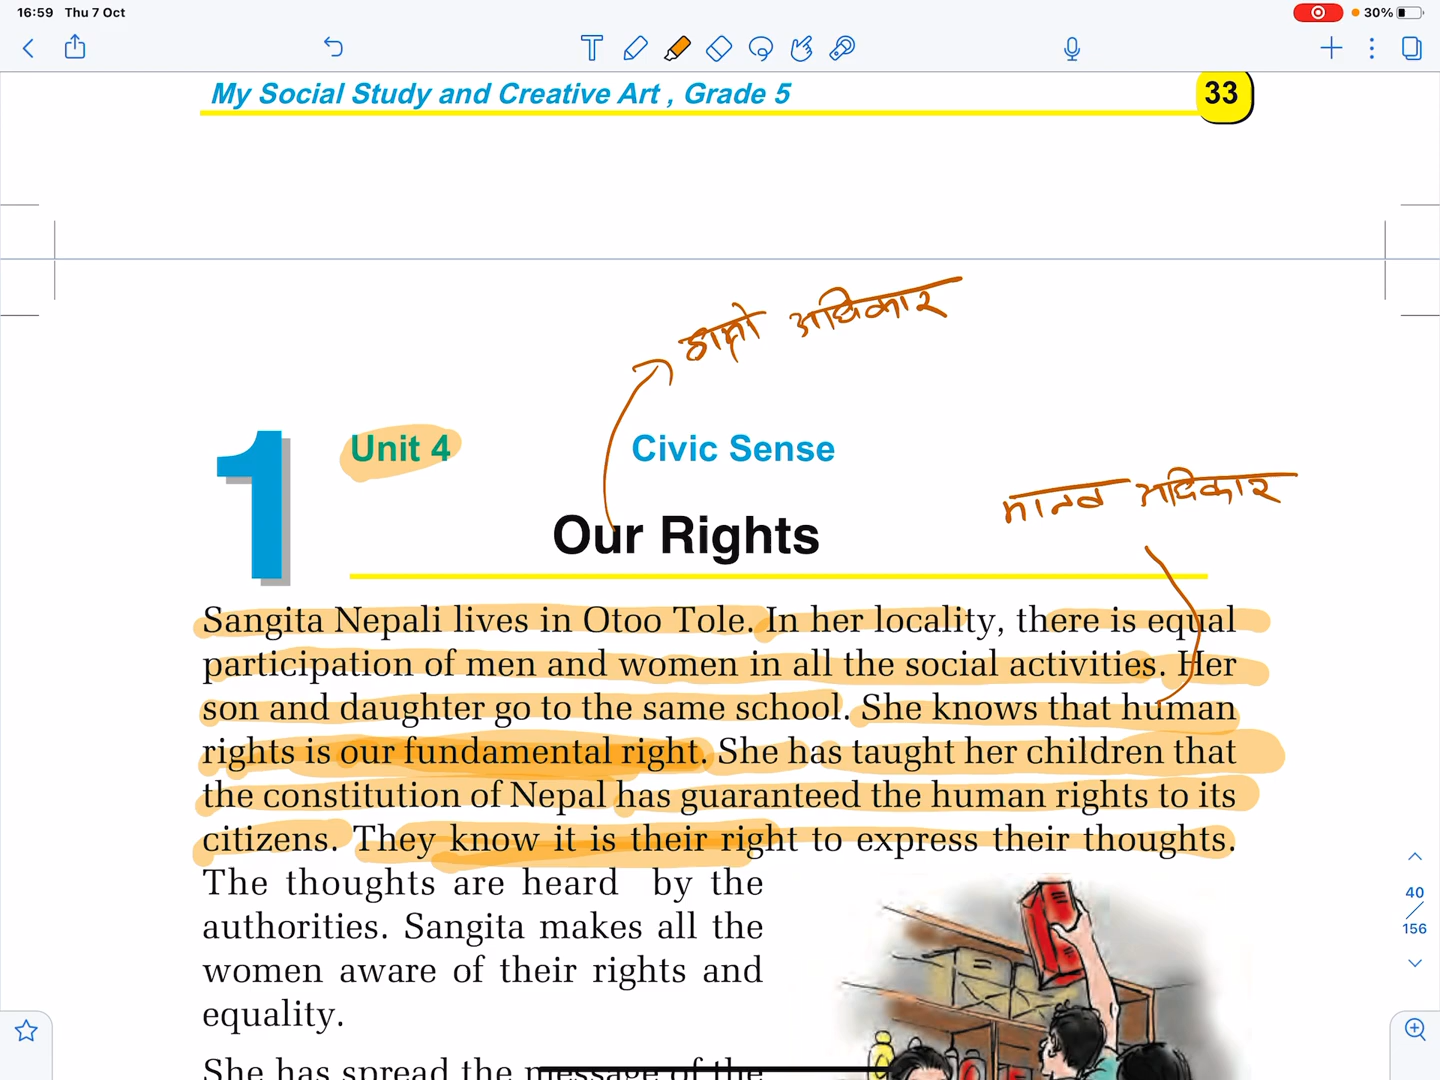 16:59 Thu 7 Oct
30%
My Social Study and Creative Art , Grade 5
33
हाम्रो अधिकार
1
Unit 4
Civic Sense
मानव अधिकार
Our Rights
Sangita Nepali lives in Otoo Tole. In her locality, there is equal
participation of men and women in all the social activities. Her
son and daughter go to the same school. She knows that human
rights is our fundamental right. She has taught her children that
the constitution of Nepal has guaranteed the human rights to its
citizens. They know it is their right to express their thoughts.
The thoughts are heard by the
authorities. Sangita makes all the
women aware of their rights and
equality.
She has spread the message of the
40
156